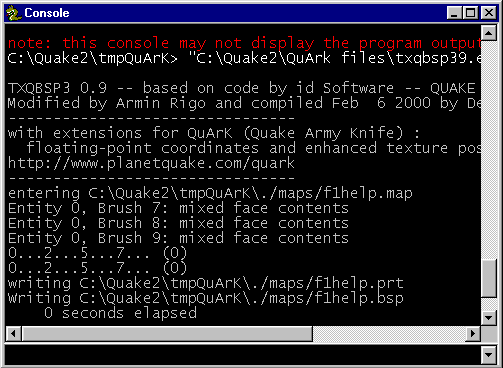 Console
note: this console may not display the program output
C:\Quake2\tmpQuArK> "C:\Quake2\QuArk files\txqbsp39.e
TXQBSP3 0.9 -- based on code by id Software -- QUAKE
Modified by Armin Rigo and compiled Feb  6 2000 by De
--------------------------------
with extensions for QuArK (Quake Army Knife) :
  floating-point coordinates and enhanced texture pos
http://www.planetquake.com/quark
--------------------------------
entering C:\Quake2\tmpQuArK\./maps/f1help.map
Entity 0, Brush 7: mixed face contents
Entity 0, Brush 8: mixed face contents
Entity 0, Brush 9: mixed face contents
0...2...5...7... (0)
0...2...5...7... (0)
writing C:\Quake2\tmpQuArK\./maps/f1help.prt
Writing C:\Quake2\tmpQuArK\./maps/f1help.bsp
    0 seconds elapsed